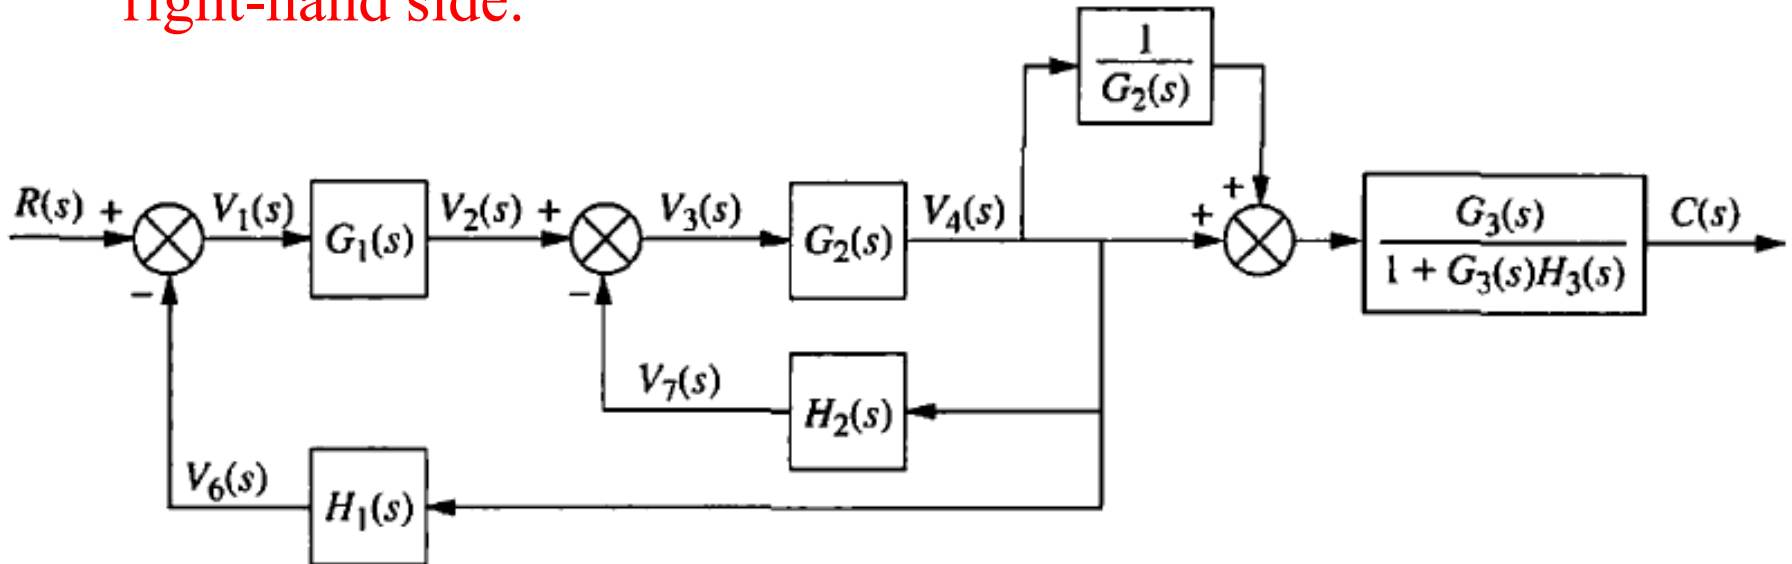 right-hand side.
1
G₂(s)
R(s) + V₁(s) G₁(s) V₂(s) + V₃(s) G₂(s) V₄(s) + + G₃(s) C(s)
1 + G₃(s)H₃(s)
− −
V₇(s) H₂(s)
V₆(s) H₁(s)